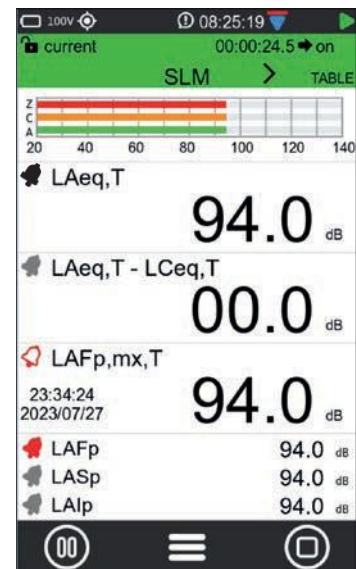 100V 08:25:19
current 00:00:24.5 on
SLM > TABLE
Z
C
A
20 40 60 80 100 120 140
LAeq,T
94.0 dB
LAeq,T - LCeq,T
00.0 dB
LAFp,mx,T
23:34:24
2023/07/27
94.0 dB
LAFp 94.0 dB
LASp 94.0 dB
LAIp 94.0 dB